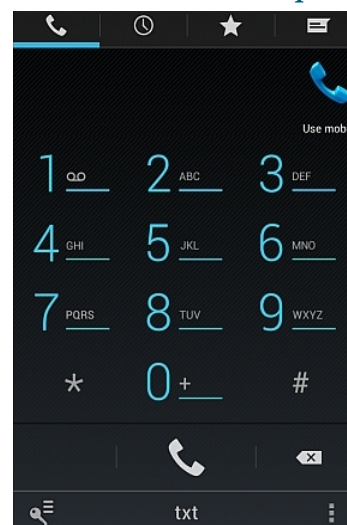 Use mob
1 2 ABC 3 DEF
4 GHI 5 JKL 6 MNO
7 PQRS 8 TUV 9 WXYZ
* 0 + #
txt